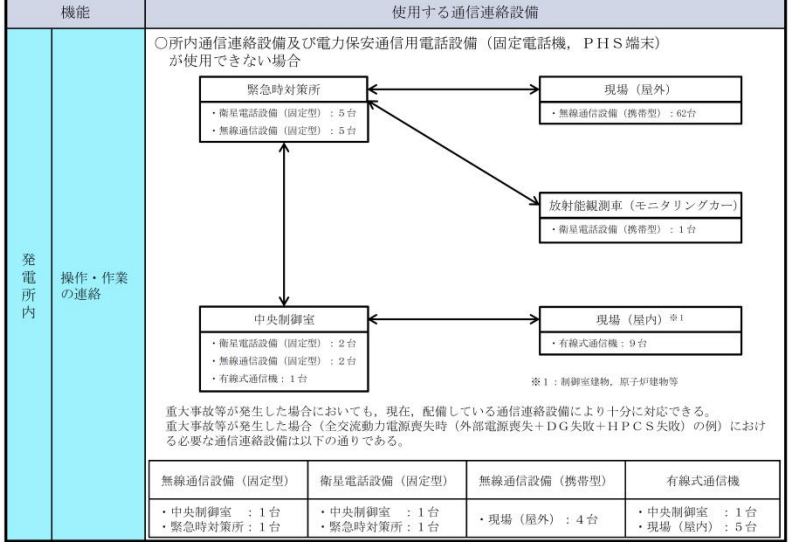 機能
使用する通信連絡設備
発電所内
操作・作業
の連絡
○所内通信連絡設備及び電力保安通信用電話設備（固定電話機，ＰＨＳ端末）
が使用できない場合
緊急時対策所
・衛星電話設備（固定型）：５台
・無線通信設備（固定型）：５台
現場（屋外）
・無線通信設備（携帯型）：62台
放射能観測車（モニタリングカー）
・衛星電話設備（携帯型）：１台
中央制御室
・衛星電話設備（固定型）：２台
・無線通信設備（固定型）：２台
・有線式通信機：１台
現場（屋内）※１
・有線式通信機：９台
※１：制御室建物，原子炉建物等
重大事故等が発生した場合においても，現在，配備している通信連絡設備により十分に対応できる。
重大事故等が発生した場合（全交流動力電源喪失時（外部電源喪失＋ＤＧ失敗＋ＨＰＣＳ失敗）の例）におけ
る必要な通信連絡設備は以下の通りである。
無線通信設備（固定型）
衛星電話設備（固定型）
無線通信設備（携帯型）
有線式通信機
・中央制御室　：１台
・緊急時対策所：１台
・中央制御室　：１台
・緊急時対策所：１台
・現場（屋外）：４台
・中央制御室　：１台
・現場（屋内）：５台